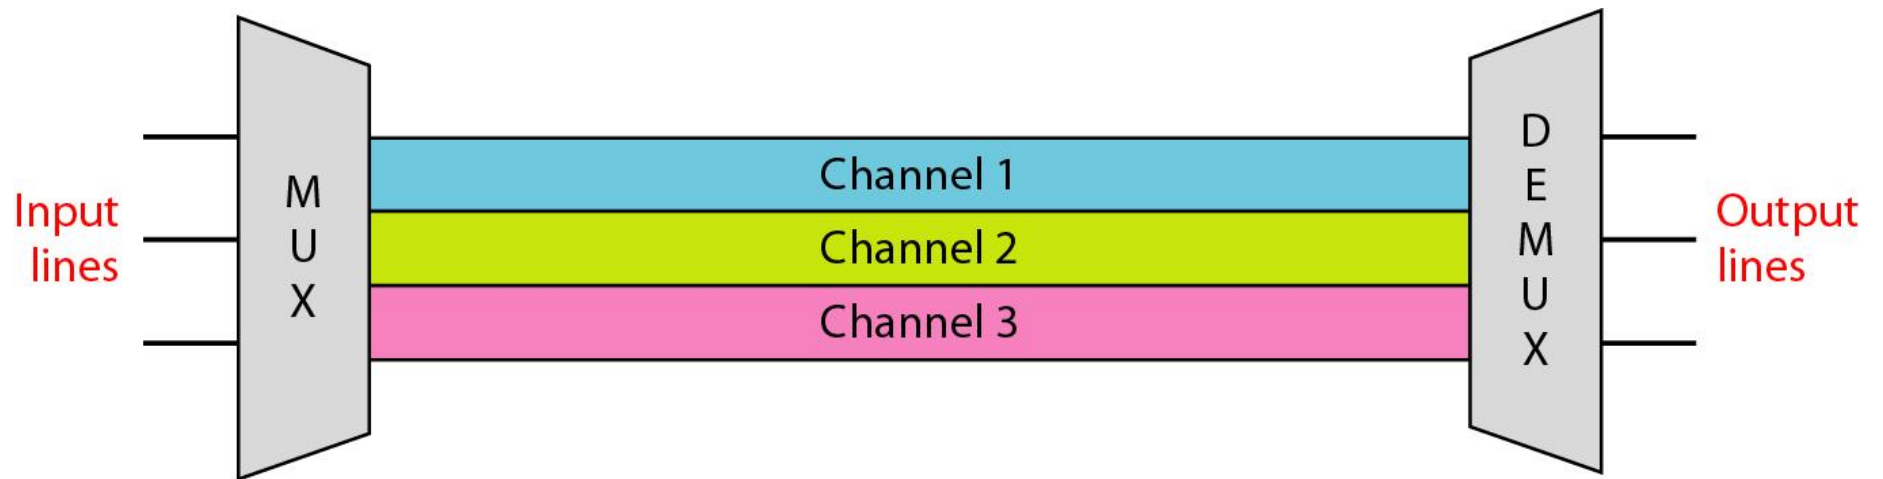 Input
lines
M
U
X
Channel 1
Channel 2
Channel 3
D
E
M
U
X
Output
lines